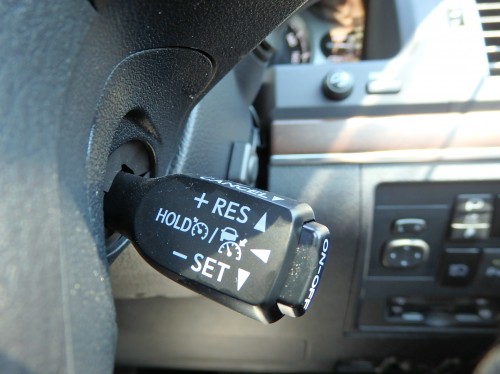 CANCEL
+ RES
HOLD /
− SET
ON-OFF